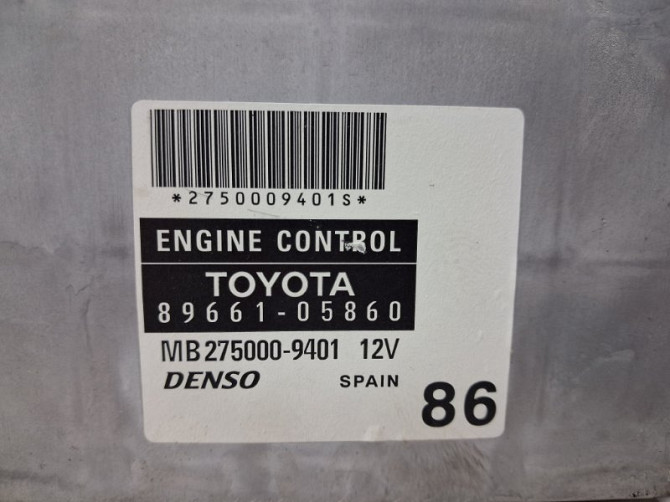 *2750009401S*
ENGINE CONTROL
TOYOTA
89661-05860
MB275000-9401 12V
DENSO SPAIN 86